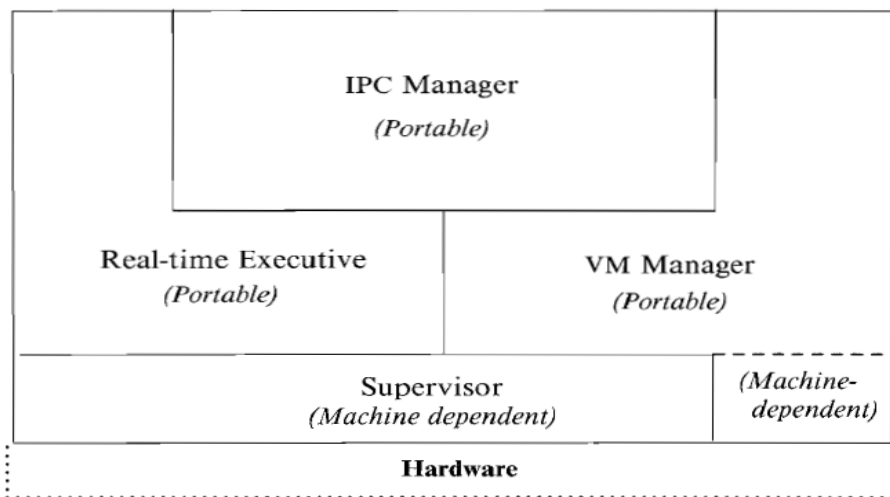 IPC Manager
(Portable)
Real-time Executive
(Portable)
VM Manager
(Portable)
Supervisor
(Machine dependent)
(Machine-
dependent)
Hardware